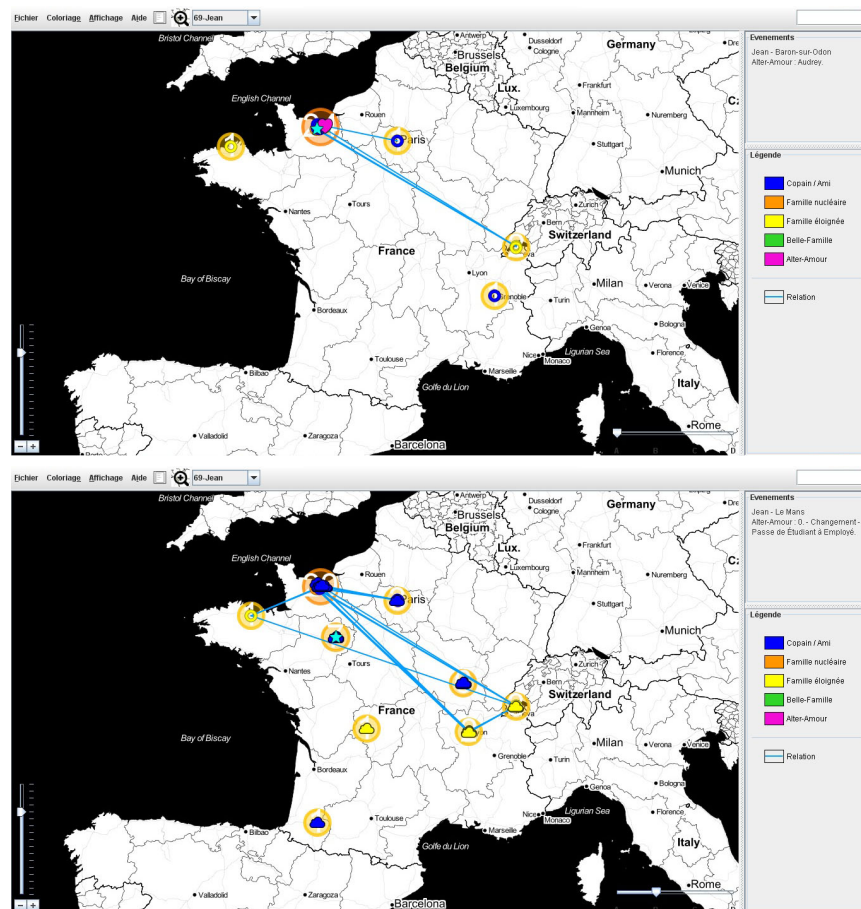 Fichier Coloriage Affichage Aide 69-Jean
Bristol Channel
Antwerp
Dusseldorf
Cologne
Germany
Brussels
Belgium
Lux.
Frankfurt
English Channel
Luxembourg
Mannheim
Nuremberg
Rouen
Paris
Stuttgart
Munich
Nantes
Tours
Zurich
Bern
Switzerland
France
Lyon
Bay of Biscay
Grenoble
Milan
Turin
Verona
Venice
Bordeaux
Genoa
Bologna
Toulouse
Nice
Monaco
Ligurian Sea
Florence
Marseille
Bilbao
Golfe du Lion
Italy
Valladolid
Zaragoza
Rome
Barcelona
A B C D
Evenements
Jean - Baron-sur-Odon
Alter-Amour : Audrey.
Légende
Copain / Ami
Famille nucléaire
Famille éloignée
Belle-Famille
Alter-Amour
Relation
Fichier Coloriage Affichage Aide 69-Jean
Bristol Channel
Antwerp
Dusseldorf
Cologne
Germany
Brussels
Belgium
Lux.
Frankfurt
English Channel
Luxembourg
Mannheim
Nuremberg
Rouen
Paris
Stuttgart
Munich
Nantes
Tours
Zurich
Bern
Switzerland
France
Bay of Biscay
Grenoble
Milan
Turin
Verona
Venice
Bordeaux
Genoa
Bologna
Toulouse
Nice
Monaco
Ligurian Sea
Florence
Marseille
Bilbao
Golfe du Lion
Italy
Valladolid
Zaragoza
Rome
Barcelona
Evenements
Jean - Le Mans
Alter-Amour : 0. - Changement -
Passe de Étudiant à Employé.
Légende
Copain / Ami
Famille nucléaire
Famille éloignée
Belle-Famille
Alter-Amour
Relation